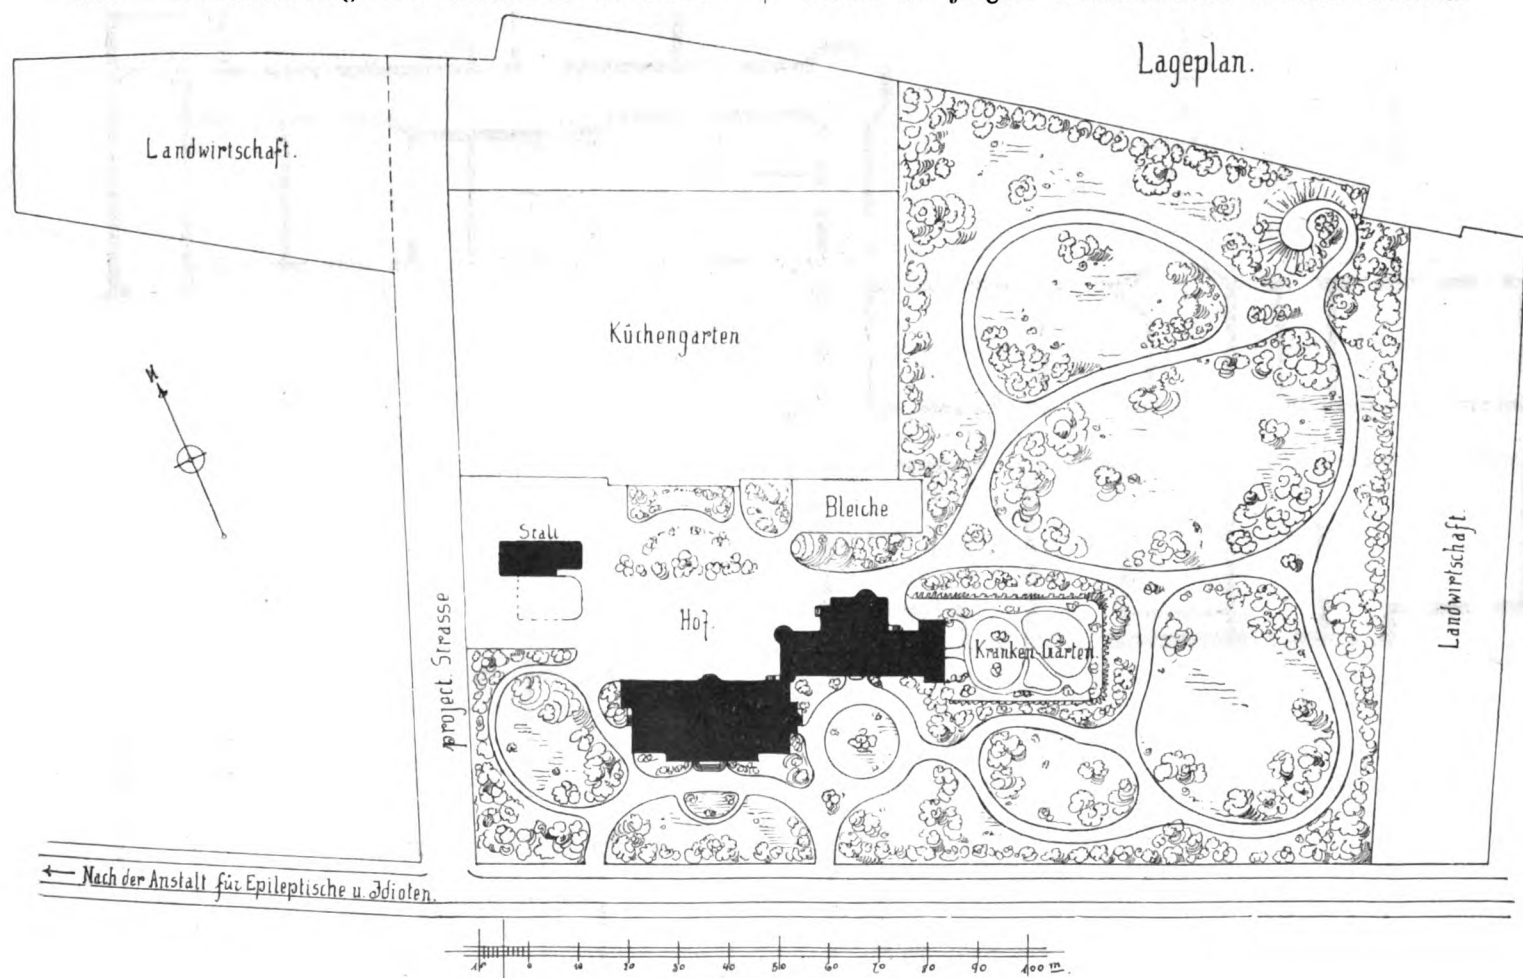 Lageplan.
Landwirtschaft.
Küchengarten
N
Bleiche
Stall
Hof.
Kranken-Garten.
project. Strasse
Landwirtschaft.
Nach der Anstalt für Epileptische u. Idioten.
10 0 10 20 30 40 50 60 70 80 90 100 m.